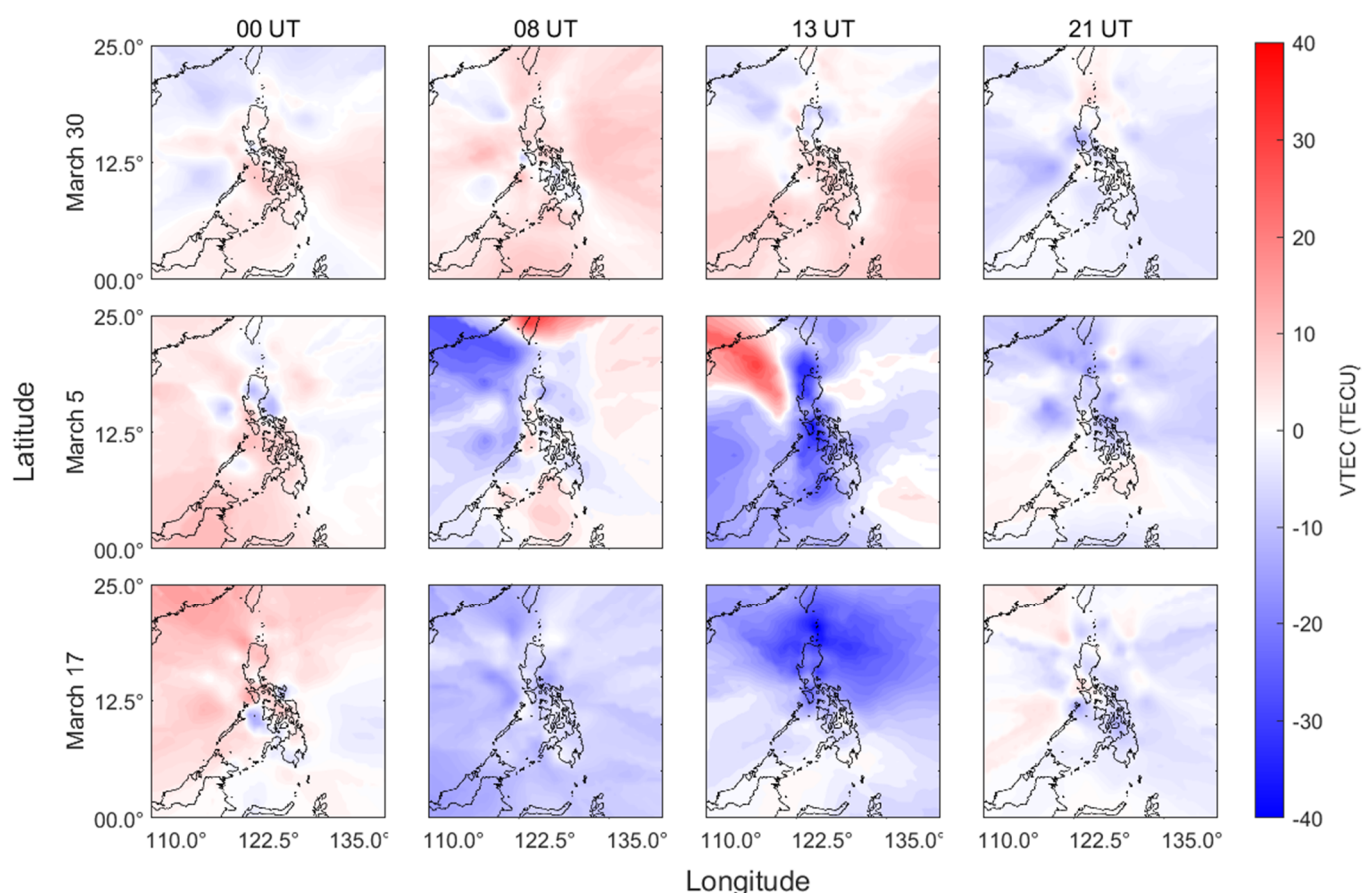 00 UT 08 UT 13 UT 21 UT
March 30
25.0°
12.5°
00.0°
March 5
25.0°
12.5°
00.0°
March 17
25.0°
12.5°
00.0°
110.0° 122.5° 135.0° 110.0° 122.5° 135.0° 110.0° 122.5° 135.0° 110.0° 122.5° 135.0°
Latitude
Longitude
40
30
20
10
0
-10
-20
-30
-40
VTEC (TECU)